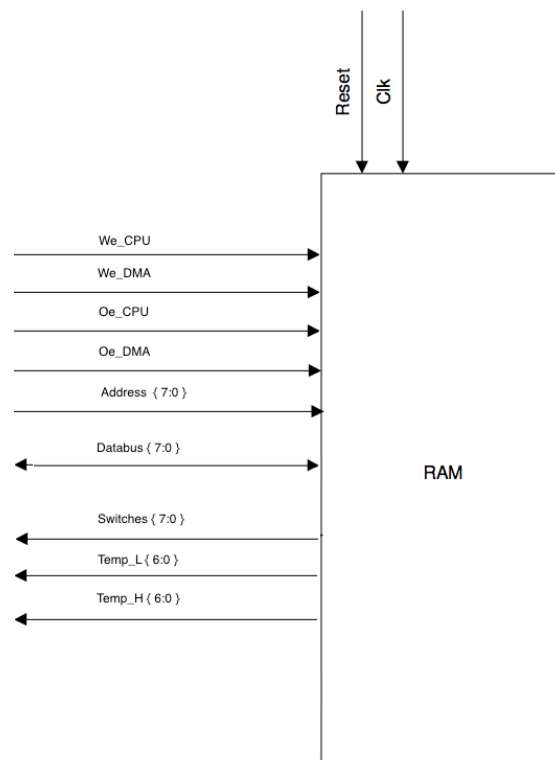 Reset
Clk
We_CPU
We_DMA
Oe_CPU
Oe_DMA
Address { 7:0 }
Databus { 7:0 }
RAM
Switches { 7:0 }
Temp_L { 6:0 }
Temp_H { 6:0 }